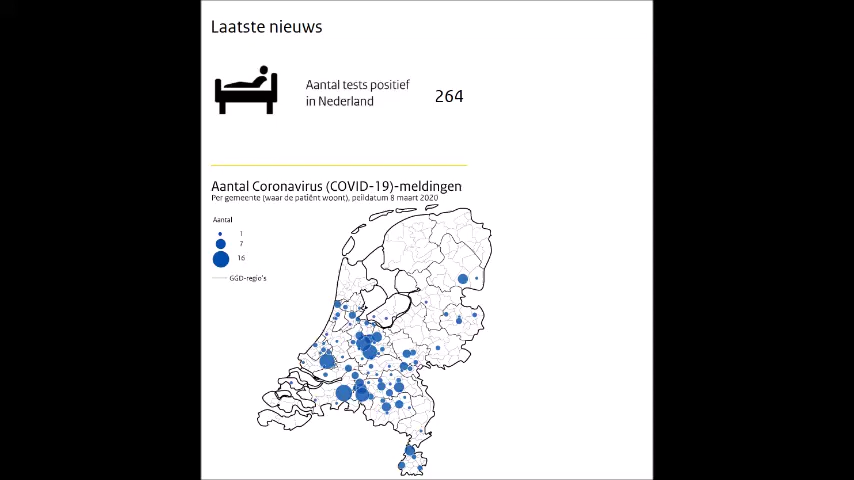 Laatste nieuws
Aantal tests positief
in Nederland
264
Aantal Coronavirus (COVID-19)-meldingen
Per gemeente (waar de patiënt woont), peildatum 8 maart 2020
Aantal
1
7
16
GGD-regio's